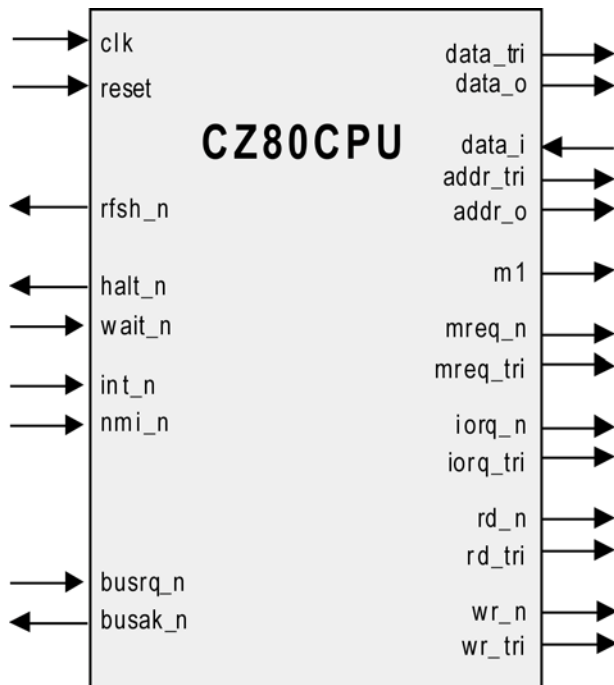 CZ80CPU
clk
reset
rfsh_n
halt_n
wait_n
int_n
nmi_n
busrq_n
busak_n
data_tri
data_o
data_i
addr_tri
addr_o
m1
mreq_n
mreq_tri
iorq_n
iorq_tri
rd_n
rd_tri
wr_n
wr_tri